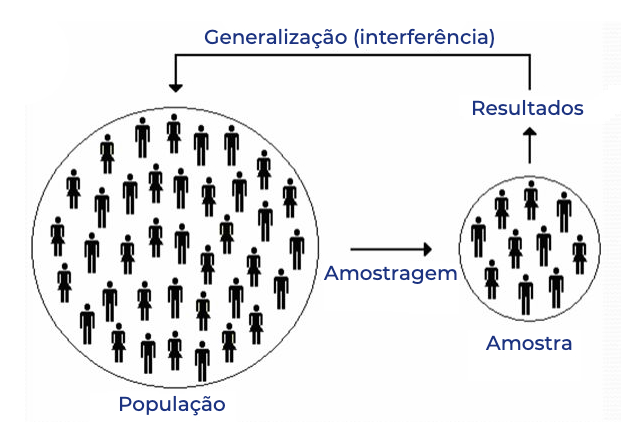 Generalização (interferência)
Resultados
Amostragem
Amostra
População